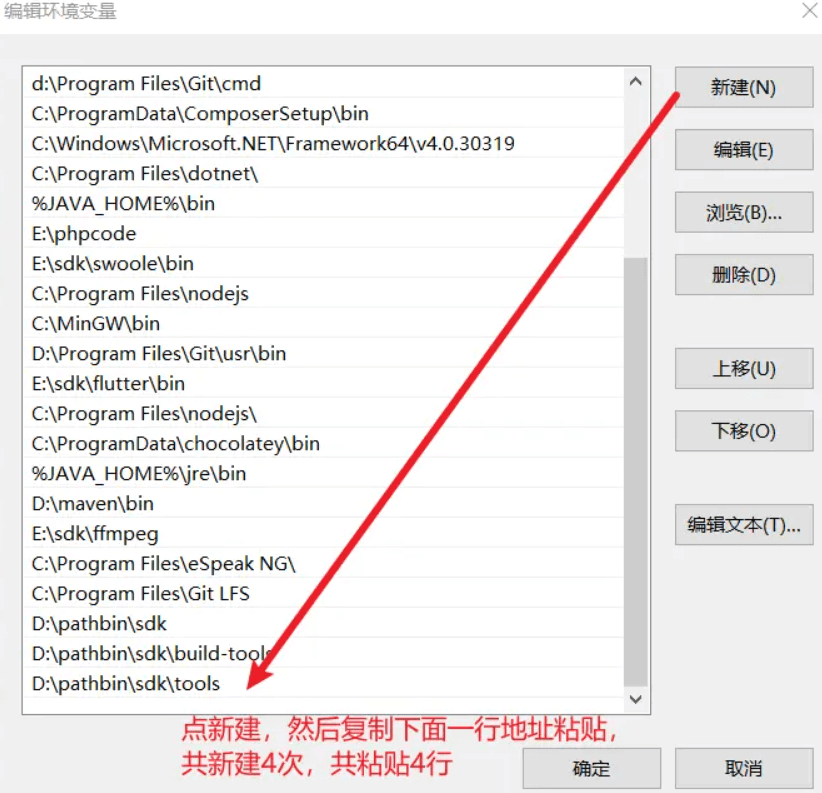 编辑环境变量
d:\Program Files\Git\cmd
C:\ProgramData\ComposerSetup\bin
C:\Windows\Microsoft.NET\Framework64\v4.0.30319
C:\Program Files\dotnet\
%JAVA_HOME%\bin
E:\phpcode
E:\sdk\swoole\bin
C:\Program Files\nodejs
C:\MinGW\bin
D:\Program Files\Git\usr\bin
E:\sdk\flutter\bin
C:\Program Files\nodejs\
C:\ProgramData\chocolatey\bin
%JAVA_HOME%\jre\bin
D:\maven\bin
E:\sdk\ffmpeg
C:\Program Files\eSpeak NG\
C:\Program Files\Git LFS
D:\pathbin\sdk
D:\pathbin\sdk\build-tools
D:\pathbin\sdk\tools
新建(N)
编辑(E)
浏览(B)...
删除(D)
上移(U)
下移(O)
编辑文本(T)...
点新建，然后复制下面一行地址粘贴，
共新建4次，共粘贴4行
确定
取消